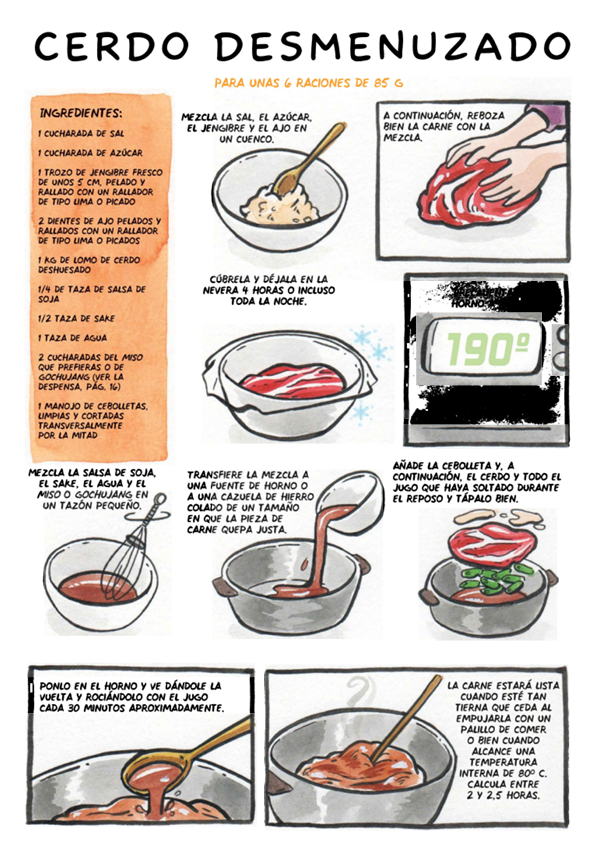 CERDO DESMENUZADO
PARA UNAS 6 RACIONES DE 85 G
INGREDIENTES:
1 CUCHARADA DE SAL
1 CUCHARADA DE AZÚCAR
1 TROZO DE JENGIBRE FRESCO
DE UNOS 5 CM, PELADO Y
RALLADO CON UN RALLADOR
DE TIPO LIMA O PICADO
2 DIENTES DE AJO PELADOS Y
RALLADOS CON UN RALLADOR
DE TIPO LIMA O PICADOS
1 KG DE LOMO DE CERDO
DESHUESADO
1/4 DE TAZA DE SALSA DE
SOJA
1/2 TAZA DE SAKE
1 TAZA DE AGUA
2 CUCHARADAS DEL MISO
QUE PREFIERAS O DE
GOCHUJANG (VER LA
DESPENSA, PÁG. 16)
1 MANOJO DE CEBOLLETAS,
LIMPIAS Y CORTADAS
TRANSVERSALMENTE
POR LA MITAD
MEZCLA LA SAL, EL AZÚCAR,
EL JENGIBRE Y EL AJO EN
UN CUENCO.
A CONTINUACIÓN, REBOZA
BIEN LA CARNE CON LA
MEZCLA.
CÚBRELA Y DÉJALA EN LA
NEVERA 4 HORAS O INCLUSO
TODA LA NOCHE.
HORNO
190º
MEZCLA LA SALSA DE SOJA,
EL SAKE, EL AGUA Y EL
MISO O GOCHUJANG EN
UN TAZÓN PEQUEÑO.
TRANSFIERE LA MEZCLA A
UNA FUENTE DE HORNO O
A UNA CAZUELA DE HIERRO
COLADO DE UN TAMAÑO
EN QUE LA PIEZA DE
CARNE QUEPA JUSTA.
AÑADE LA CEBOLLETA Y, A
CONTINUACIÓN, EL CERDO Y TODO EL
JUGO QUE HAYA SOLTADO DURANTE
EL REPOSO Y TÁPALO BIEN.
PONLO EN EL HORNO Y VE DÁNDOLE LA
VUELTA Y ROCIÁNDOLO CON EL JUGO
CADA 30 MINUTOS APROXIMADAMENTE.
LA CARNE ESTARÁ LISTA
CUANDO ESTÉ TAN
TIERNA QUE CEDA AL
EMPUJARLA CON UN
PALILLO DE COMER
O BIEN CUANDO
ALCANCE UNA
TEMPERATURA
INTERNA DE 80º C.
CALCULA ENTRE
2 Y 2,5 HORAS.